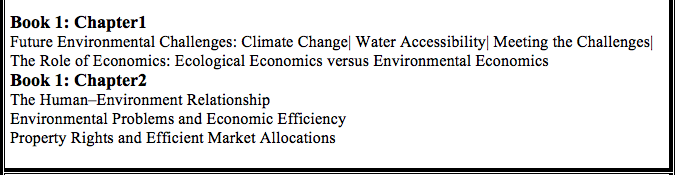 Book 1: Chapter1
Future Environmental Challenges: Climate Change| Water Accessibility| Meeting the Challenges|
The Role of Economics: Ecological Economics versus Environmental Economics
Book 1: Chapter2
The Human–Environment Relationship
Environmental Problems and Economic Efficiency
Property Rights and Efficient Market Allocations